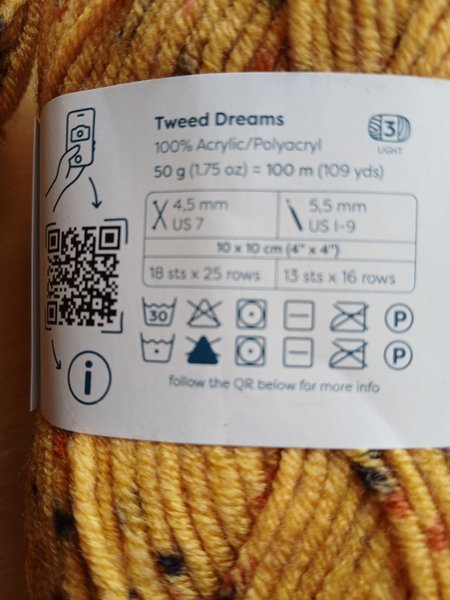 Tweed Dreams
100% Acrylic/Polyacryl
50 g (1.75 oz) = 100 m (109 yds)
3
LIGHT
4,5 mm
US 7
5,5 mm
US I-9
10 x 10 cm (4" x 4")
18 sts x 25 rows
13 sts x 16 rows
30
P
P
i
follow the QR below for more info